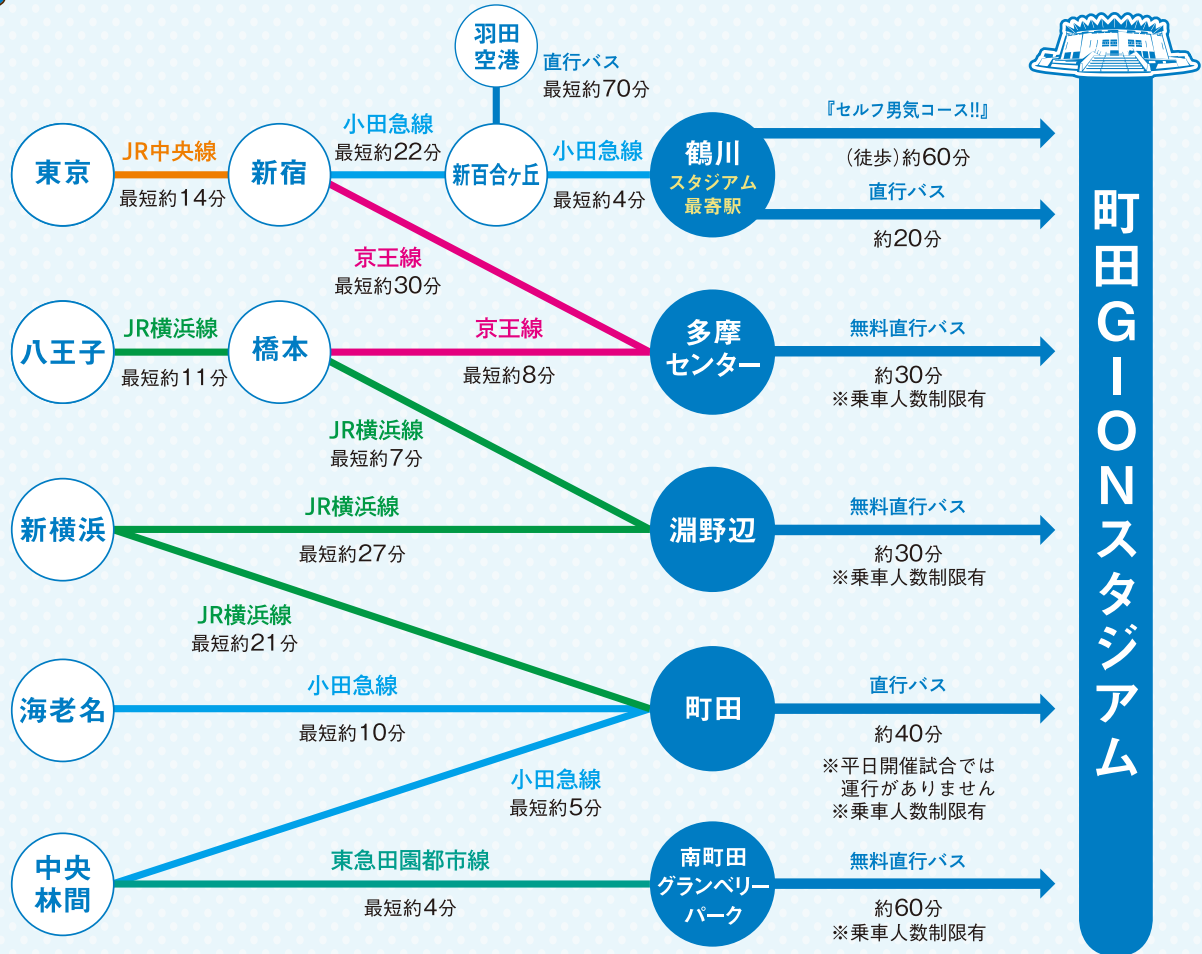 羽田
空港
直行バス
最短約70分
東京
JR中央線
最短約14分
新宿
小田急線
最短約22分
新百合ヶ丘
小田急線
最短約4分
鶴川
スタジアム
最寄駅
『セルフ男気コース!!』
(徒歩)約60分
直行バス
約20分
京王線
最短約30分
八王子
JR横浜線
最短約11分
橋本
京王線
最短約8分
多摩
センター
無料直行バス
約30分
※乗車人数制限有
JR横浜線
最短約7分
新横浜
JR横浜線
最短約27分
淵野辺
無料直行バス
約30分
※乗車人数制限有
JR横浜線
最短約21分
海老名
小田急線
最短約10分
町田
直行バス
約40分
※平日開催試合では
運行がありません
※乗車人数制限有
小田急線
最短約5分
中央
林間
東急田園都市線
最短約4分
南町田
グランベリー
パーク
無料直行バス
約60分
※乗車人数制限有
町田GIONスタジアム